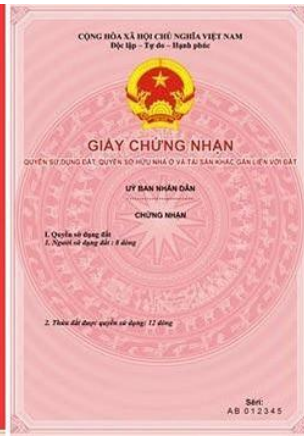 CỘNG HÒA XÃ HỘI CHỦ NGHĨA VIỆT NAM
Độc lập - Tự do - Hạnh phúc
GIẤY CHỨNG NHẬN
QUYỀN SỬ DỤNG ĐẤT, QUYỀN SỞ HỮU NHÀ Ở VÀ TÀI SẢN KHÁC GẮN LIỀN VỚI ĐẤT
UỶ BAN NHÂN DÂN
CHỨNG NHẬN
I. Quyền sử dụng đất
1. Người sử dụng đất : 8 dòng
2. Thửa đất được quyền sử dụng: 12 dòng
Sêri:
AB 012345